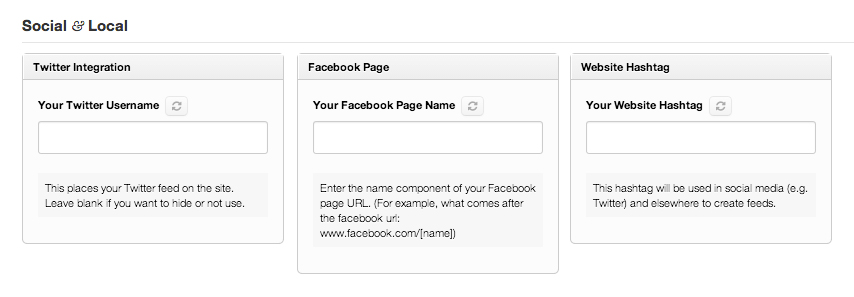 Social & Local
Twitter Integration
Your Twitter Username
This places your Twitter feed on the site.
Leave blank if you want to hide or not use.
Facebook Page
Your Facebook Page Name
Enter the name component of your Facebook
page URL. (For example, what comes after
the facebook url:
www.facebook.com/[name])
Website Hashtag
Your Website Hashtag
This hashtag will be used in social media (e.g.
Twitter) and elsewhere to create feeds.